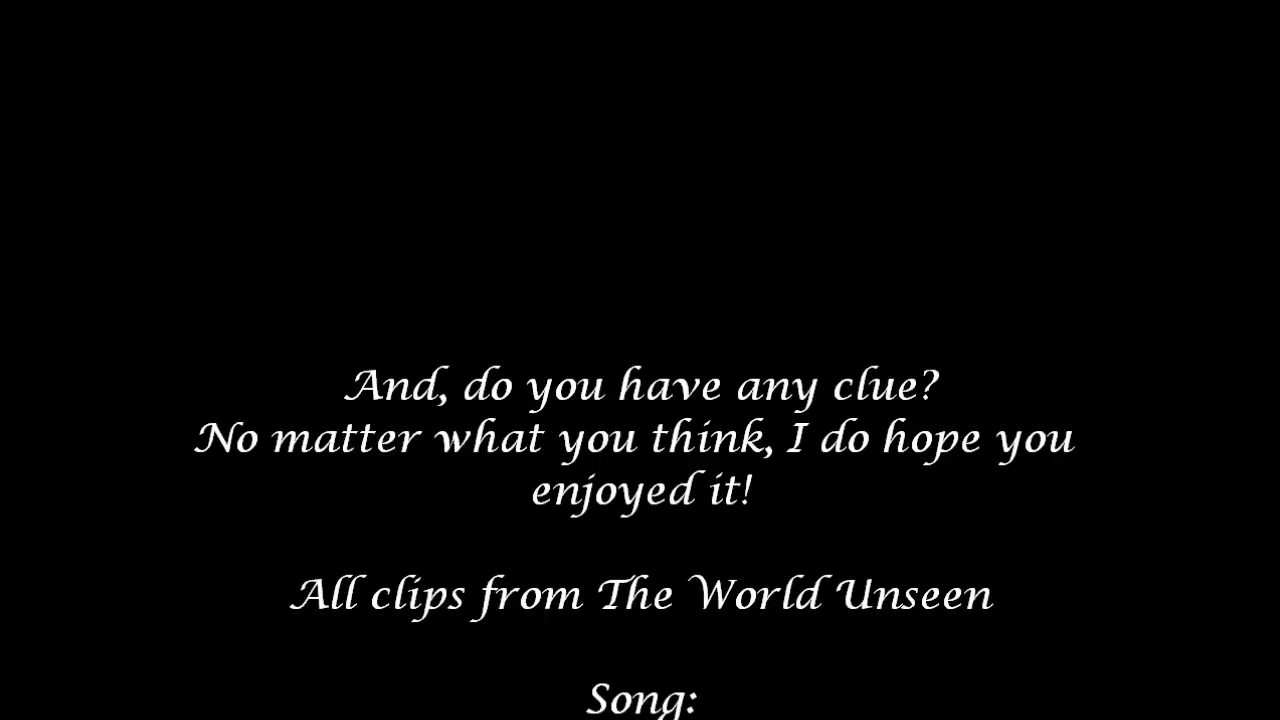 And, do you have any clue?
No matter what you think, I do hope you
enjoyed it!
All clips from The World Unseen
Song: